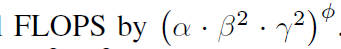 FLOPS by (α · β² · γ²)^ϕ.